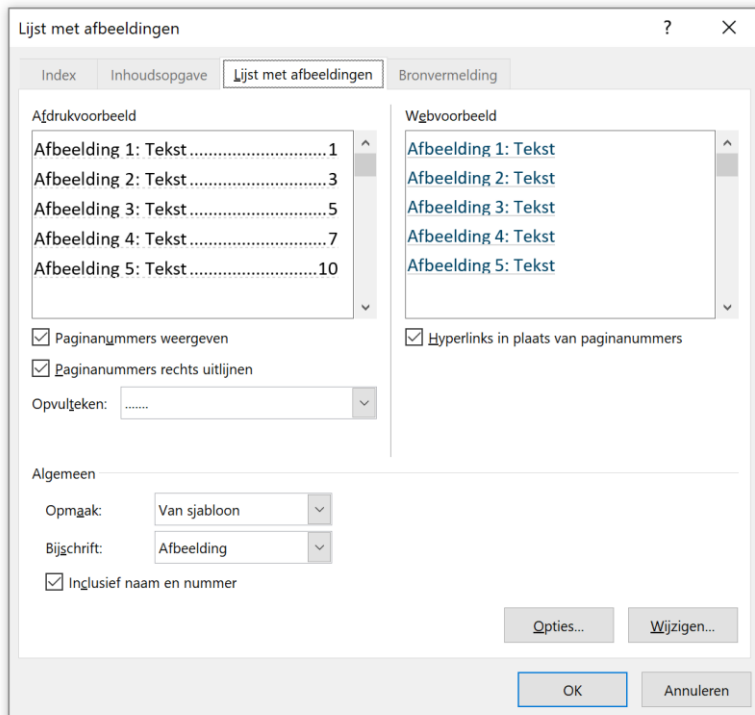 Lijst met afbeeldingen
Index Inhoudsopgave Lijst met afbeeldingen Bronvermelding
Afdrukvoorbeeld
Afbeelding 1: Tekst..........................1
Afbeelding 2: Tekst..........................3
Afbeelding 3: Tekst..........................5
Afbeelding 4: Tekst..........................7
Afbeelding 5: Tekst........................10
Paginanummers weergeven
Paginanummers rechts uitlijnen
Opvulteken: .......
Webvoorbeeld
Afbeelding 1: Tekst
Afbeelding 2: Tekst
Afbeelding 3: Tekst
Afbeelding 4: Tekst
Afbeelding 5: Tekst
Hyperlinks in plaats van paginanummers
Algemeen
Opmaak: Van sjabloon
Bijschrift: Afbeelding
Inclusief naam en nummer
Opties... Wijzigen...
OK Annuleren